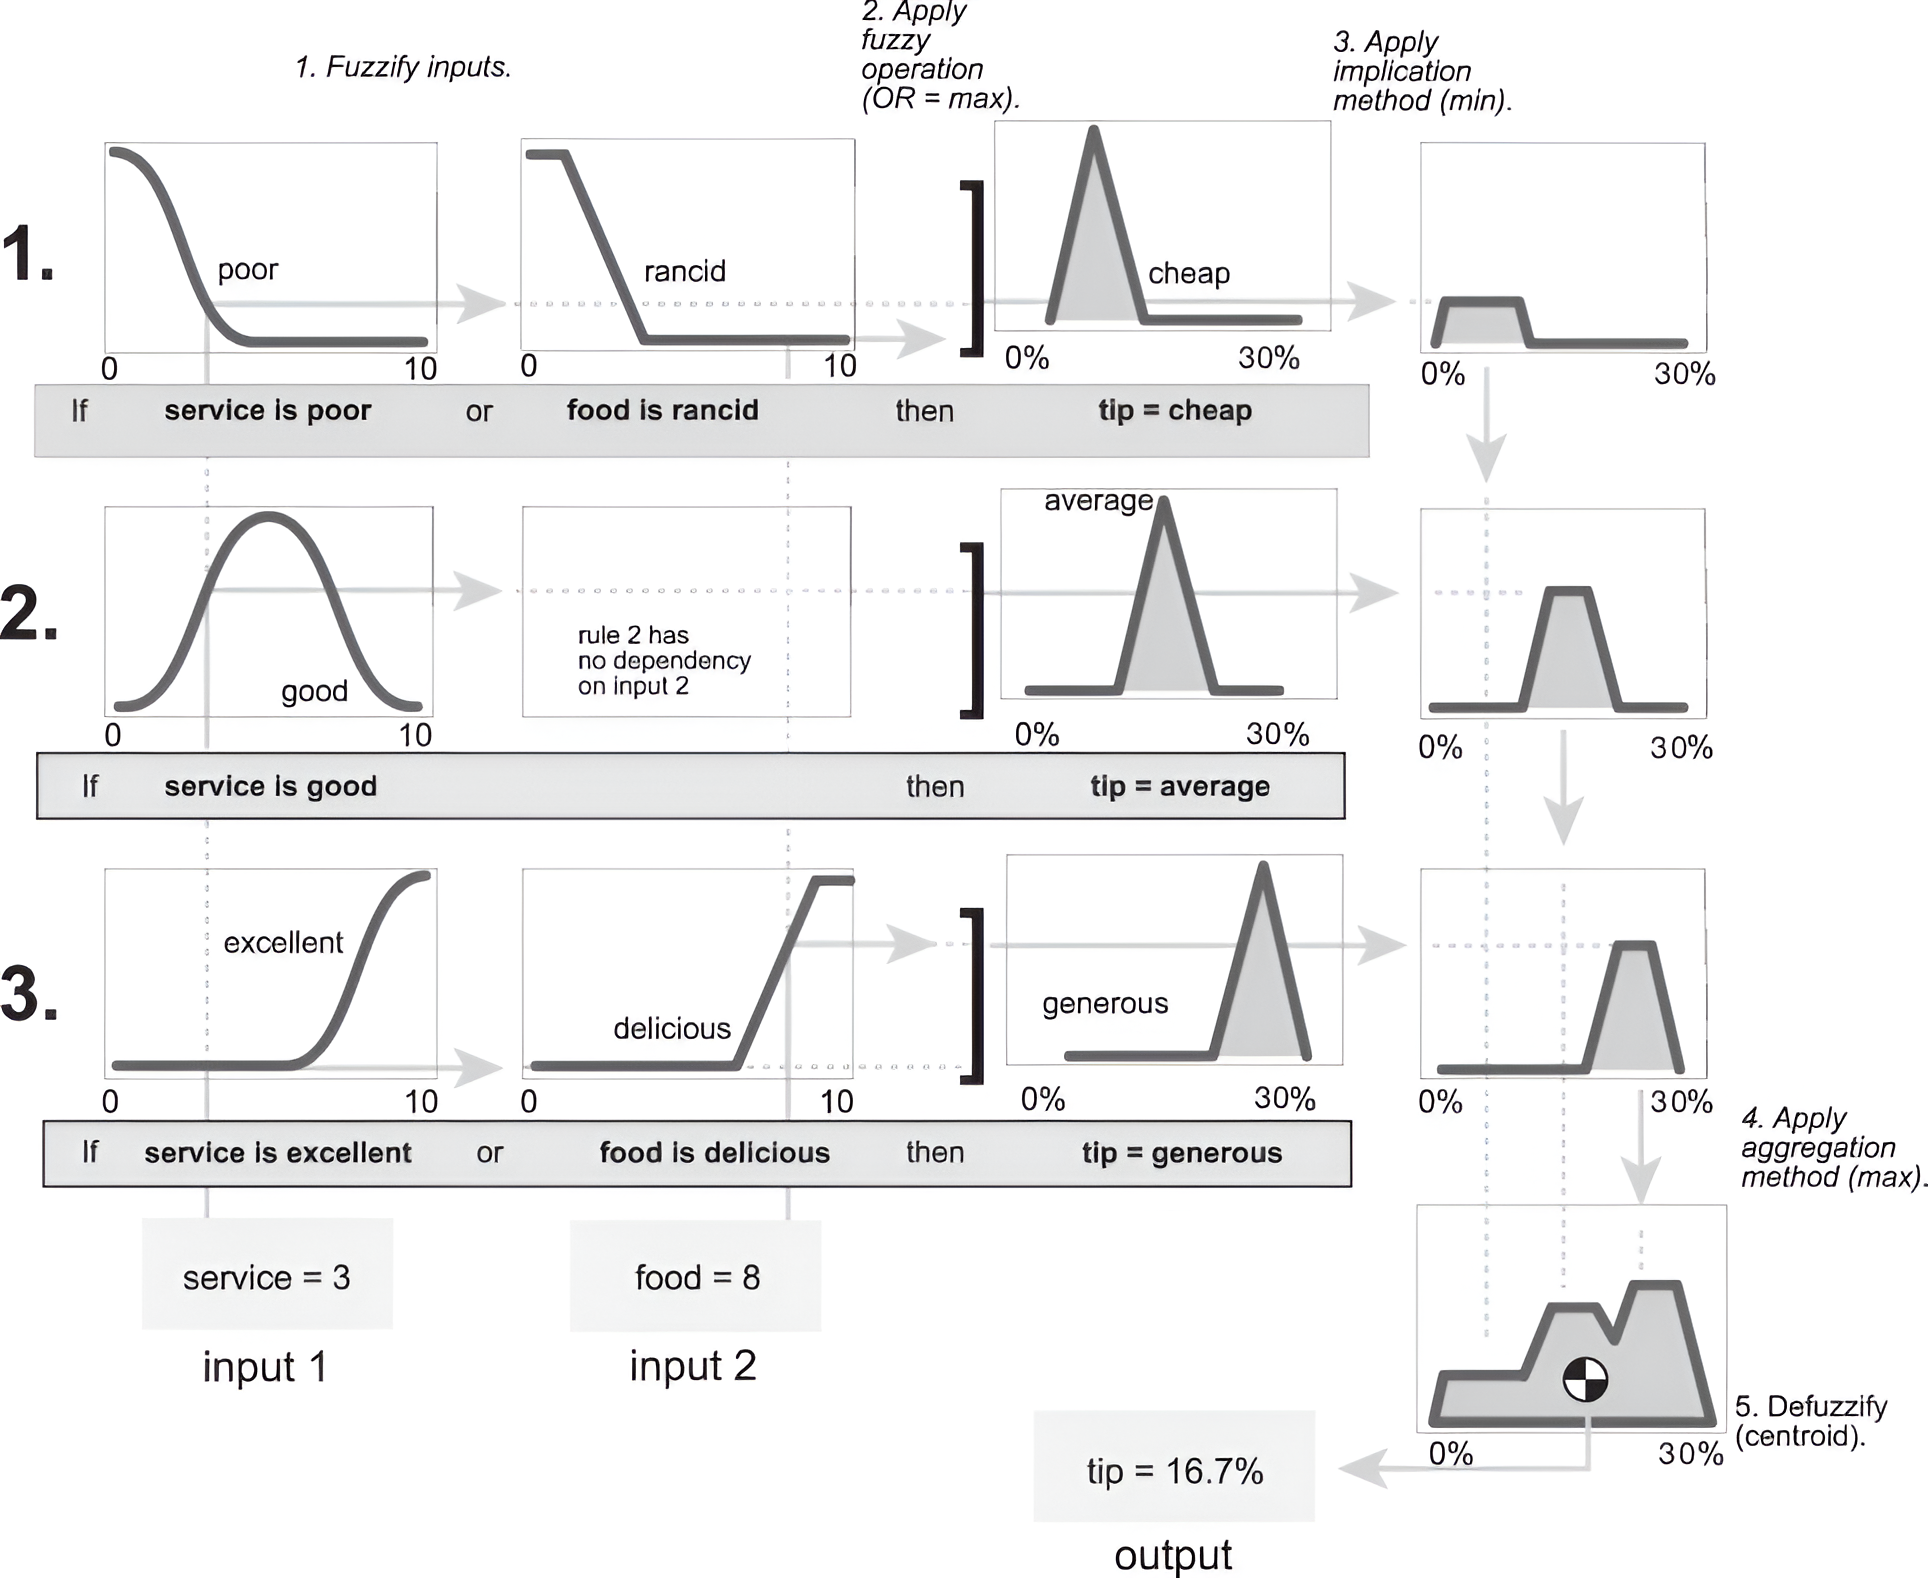 1. Fuzzify inputs.
2. Apply
fuzzy
operation
(OR = max).
3. Apply
implication
method (min).
1.
poor
rancid
cheap
0 10
0 10
0% 30%
0% 30%
If service is poor or food is rancid then tip = cheap
2.
good
rule 2 has
no dependency
on input 2
average
0 10
0% 30%
0% 30%
If service is good then tip = average
3.
excellent
delicious
generous
0 10
0 10
0% 30%
0% 30%
If service is excellent or food is delicious then tip = generous
4. Apply
aggregation
method (max).
service = 3
input 1
food = 8
input 2
0% 30%
5. Defuzzify
(centroid).
tip = 16.7%
output